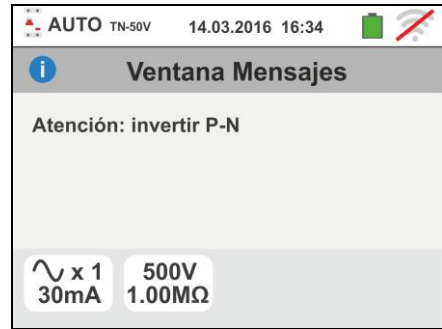 AUTO TN-50V 14.03.2016 16:34
i Ventana Mensajes
Atención: invertir P-N
x 1 500V
30mA 1.00MΩ